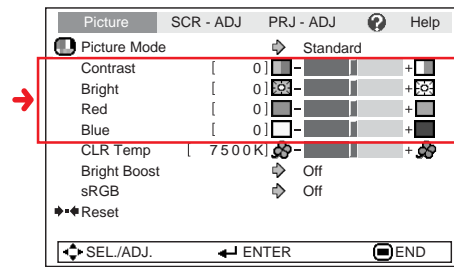 Picture SCR - ADJ PRJ - ADJ ? Help
Picture Mode Standard
Contrast [ 0] - +
Bright [ 0] - +
Red [ 0] - +
Blue [ 0] - +
CLR Temp [ 7500K] - +
Bright Boost Off
sRGB Off
Reset
SEL./ADJ. ENTER END